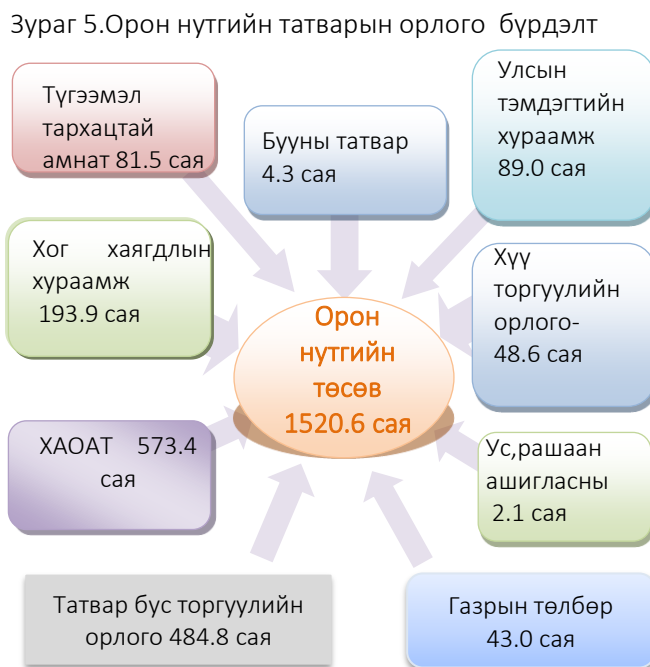 Зураг 5.Орон нутгийн татварын орлого бүрдэлт
Түгээмэл
тархацтай
амнат 81.5 сая
Бууны татвар
4.3 сая
Улсын
тэмдэгтийн
хураамж
89.0 сая
Хог хаягдлын
хураамж
193.9 сая
Орон
нутгийн
төсөв
1520.6 сая
Хүү
торгуулийн
орлого-
48.6 сая
ХАОАТ 573.4
сая
Ус,рашаан
ашигласны
2.1 сая
Татвар бус торгуулийн
орлого 484.8 сая
Газрын төлбөр
43.0 сая